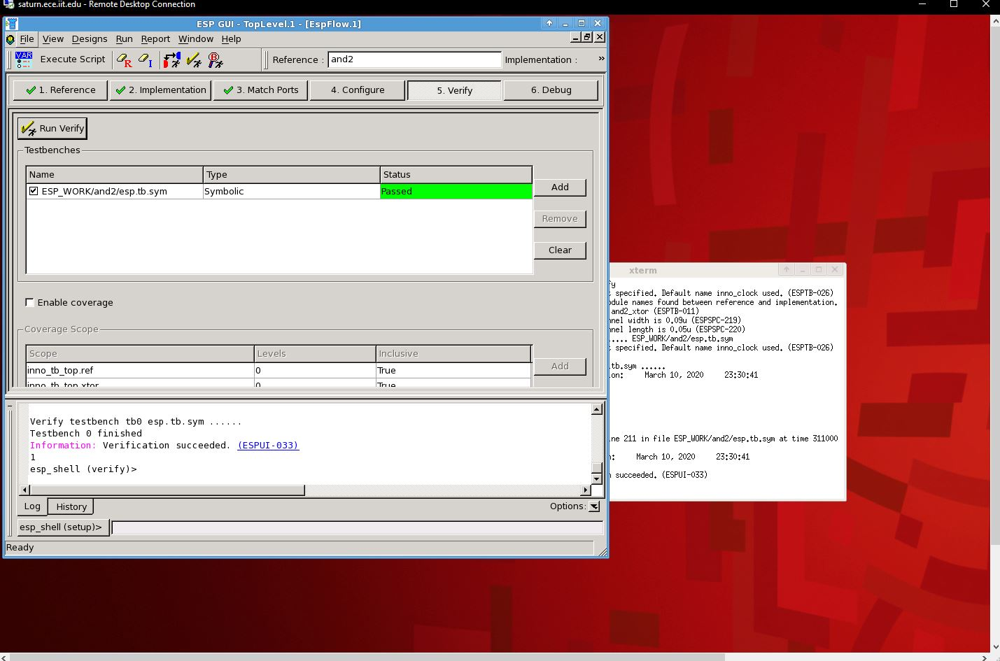 saturn.ece.iit.edu - Remote Desktop Connection
ESP GUI - TopLevel.1 - [EspFlow.1]
File View Designs Run Report Window Help
VAR Execute Script R I B Reference : and2 Implementation : »
1. Reference 2. Implementation 3. Match Ports 4. Configure 5. Verify 6. Debug
Run Verify
Testbenches
Name Type Status
ESP_WORK/and2/esp.tb.sym Symbolic Passed
Add
Remove
Clear
Enable coverage
Coverage Scope
Scope Levels Inclusive
inno_tb_top.ref 0 True
inno_tb_top.xtor 0 True
Add
Verify testbench tb0 esp.tb.sym ......
Testbench 0 finished
Information: Verification succeeded. (ESPUI-033)
1
esp_shell (verify)>
Log History Options:
esp_shell (setup)>
Ready
xterm
fy
specified. Default name inno_clock used. (ESPTB-026)
dule names found between reference and implementation.
and2_xtor (ESPTB-011)
nnel width is 0.09u (ESPSPC-219)
nnel length is 0.05u (ESPSPC-220)
.... ESP_WORK/and2/esp.tb.sym
specified. Default name inno_clock used. (ESPTB-026)
tb.sym ......
on: March 10, 2020 23:30:41
ne 211 in file ESP_WORK/and2/esp.tb.sym at time 311000
: March 10, 2020 23:30:41
succeeded. (ESPUI-033)